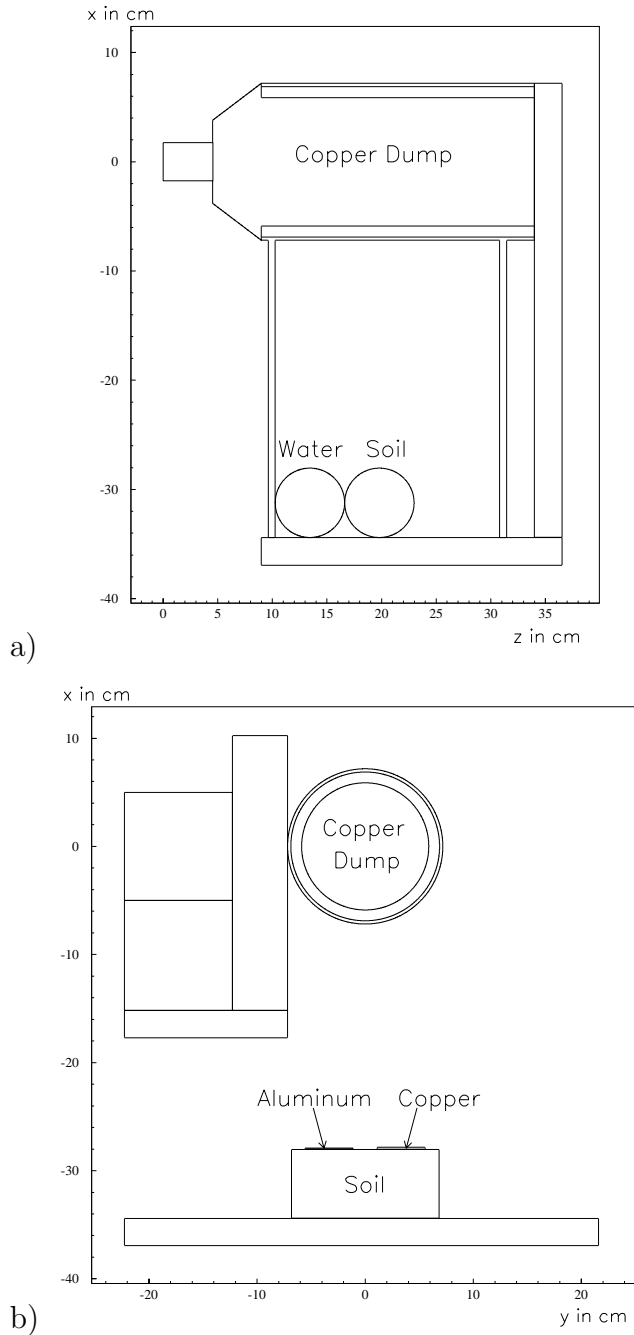 x in cm
10
0
-10
-20
-30
-40
Copper Dump
Water Soil
0 5 10 15 20 25 30 35
z in cm
a)
x in cm
10
0
-10
-20
-30
-40
Copper
Dump
Aluminum Copper
Soil
-20 -10 0 10 20
y in cm
b)